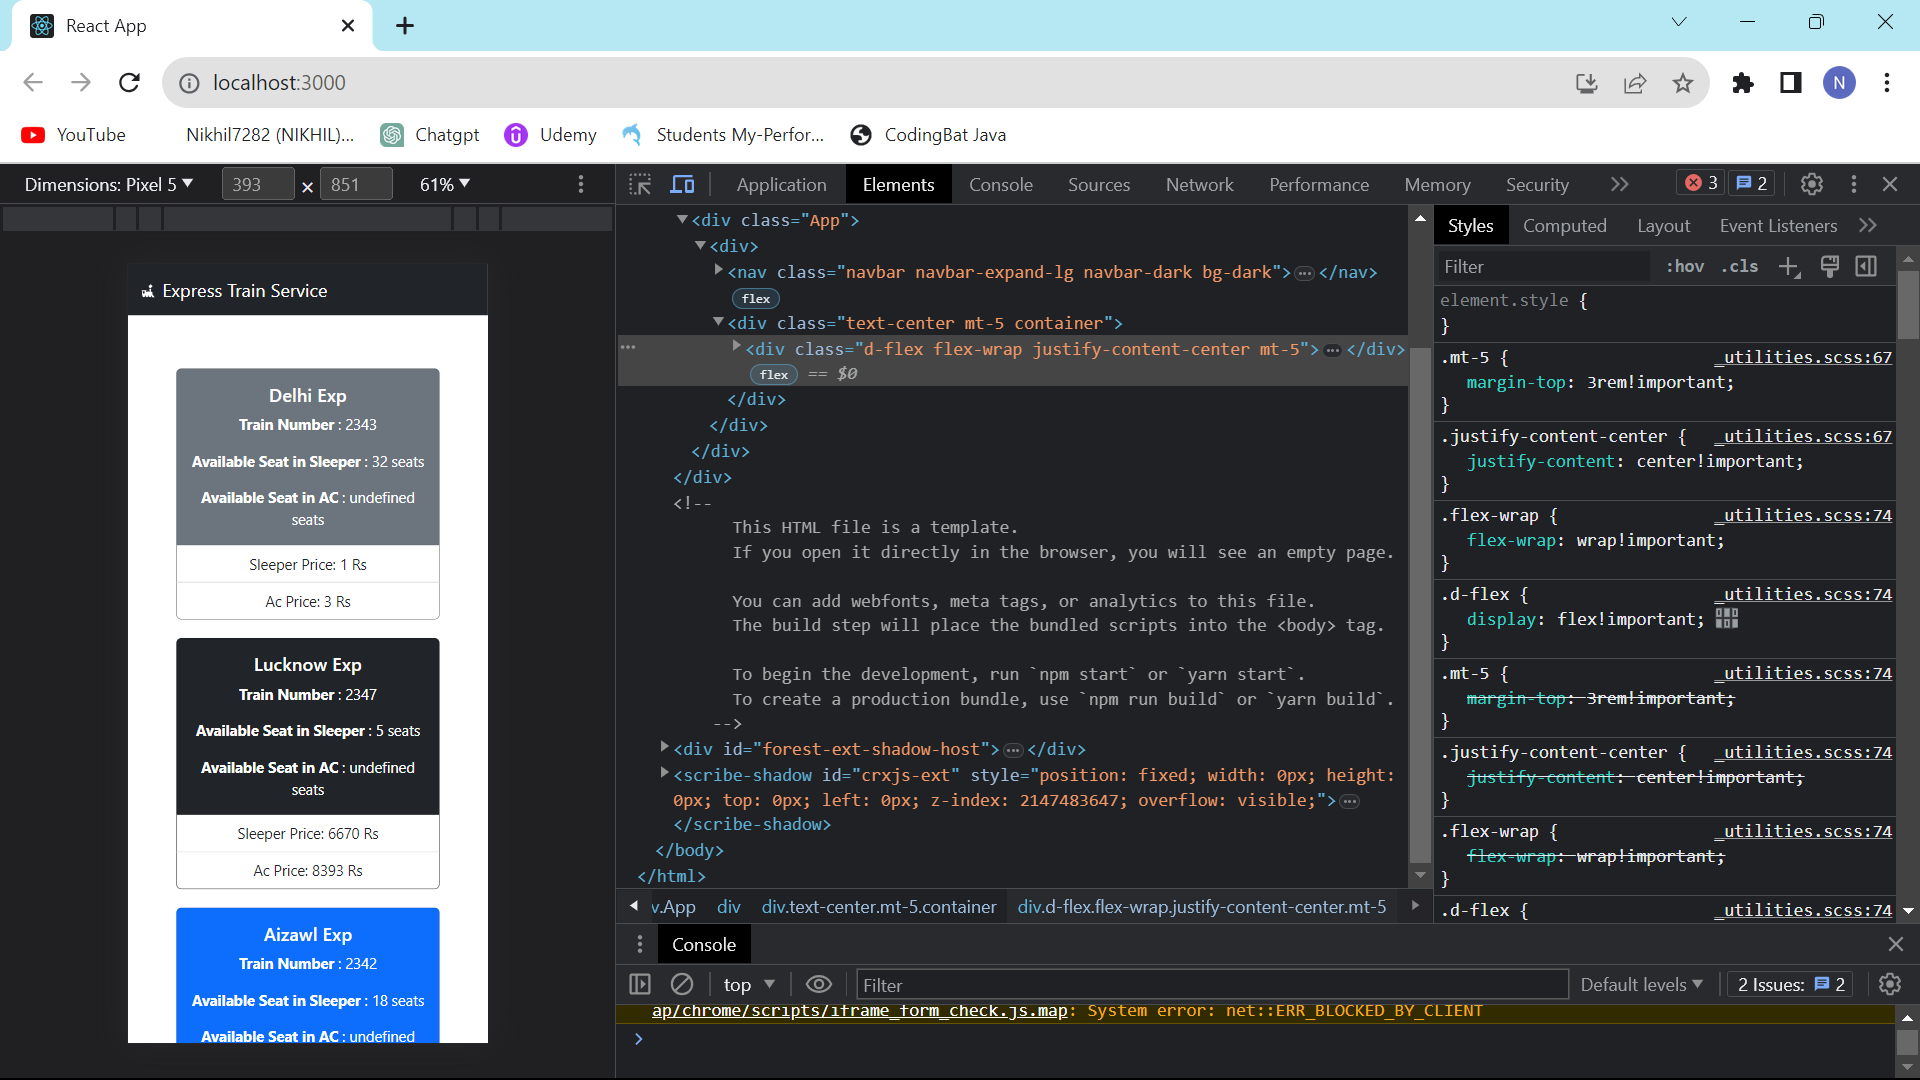 React App
localhost:3000
N
YouTube
Nikhil7282 (NIKHIL)...
Chatgpt
Udemy
Students My-Perfor...
CodingBat Java
Dimensions: Pixel 5
393
×
851
61%
Application
Elements
Console
Sources
Network
Performance
Memory
Security
3
2
Express Train Service
Delhi Exp
Train Number : 2343
Available Seat in Sleeper : 32 seats
Available Seat in AC : undefined
seats
Sleeper Price: 1 Rs
Ac Price: 3 Rs
Lucknow Exp
Train Number : 2347
Available Seat in Sleeper : 5 seats
Available Seat in AC : undefined
seats
Sleeper Price: 6670 Rs
Ac Price: 8393 Rs
Aizawl Exp
Train Number : 2342
Available Seat in Sleeper : 18 seats
Available Seat in AC : undefined
<div class="App">
<div>
<nav class="navbar navbar-expand-lg navbar-dark bg-dark">…</nav>
flex
<div class="text-center mt-5 container">
<div class="d-flex flex-wrap justify-content-center mt-5">…</div>
flex == $0
</div>
</div>
</div>
</div>
<!--
This HTML file is a template.
If you open it directly in the browser, you will see an empty page.
You can add webfonts, meta tags, or analytics to this file.
The build step will place the bundled scripts into the <body> tag.
To begin the development, run `npm start` or `yarn start`.
To create a production bundle, use `npm run build` or `yarn build`.
-->
<div id="forest-ext-shadow-host">…</div>
<scribe-shadow id="crxjs-ext" style="position: fixed; width: 0px; height:
0px; top: 0px; left: 0px; z-index: 2147483647; overflow: visible;">…
</scribe-shadow>
</body>
</html>
v.App
div
div.text-center.mt-5.container
div.d-flex.flex-wrap.justify-content-center.mt-5
Styles
Computed
Layout
Event Listeners
Filter
:hov
.cls
element.style {
}
.mt-5 { _utilities.scss:67
margin-top: 3rem!important;
}
.justify-content-center { _utilities.scss:67
justify-content: center!important;
}
.flex-wrap { _utilities.scss:74
flex-wrap: wrap!important;
}
.d-flex { _utilities.scss:74
display: flex!important;
}
.mt-5 { _utilities.scss:74
margin-top: 3rem!important;
}
.justify-content-center { _utilities.scss:74
justify-content: center!important;
}
.flex-wrap { _utilities.scss:74
flex-wrap: wrap!important;
}
.d-flex { _utilities.scss:74
Console
top
Filter
Default levels
2 Issues: 2
ap/chrome/scripts/iframe_form_check.js.map: System error: net::ERR_BLOCKED_BY_CLIENT